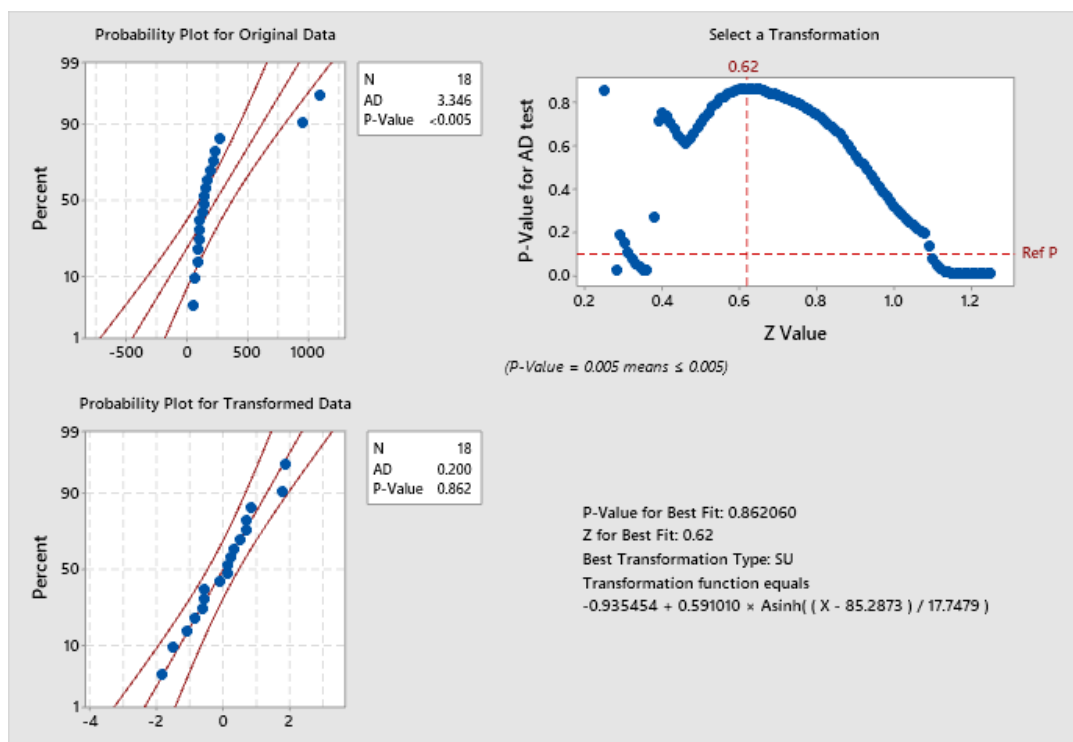 Probability Plot for Original Data
99
90
50
10
1
Percent
-500
0
500
1000
N 18
AD 3.346
P-Value <0.005
Select a Transformation
0.62
0.8
0.6
0.4
0.2
0.0
P-Value for AD test
Ref P
0.2
0.4
0.6
0.8
1.0
1.2
Z Value
(P-Value = 0.005 means ≤ 0.005)
Probability Plot for Transformed Data
99
90
50
10
1
Percent
-4
-2
0
2
N 18
AD 0.200
P-Value 0.862
P-Value for Best Fit: 0.862060
Z for Best Fit: 0.62
Best Transformation Type: SU
Transformation function equals
-0.935454 + 0.591010 × Asinh( ( X - 85.2873 ) / 17.7479 )